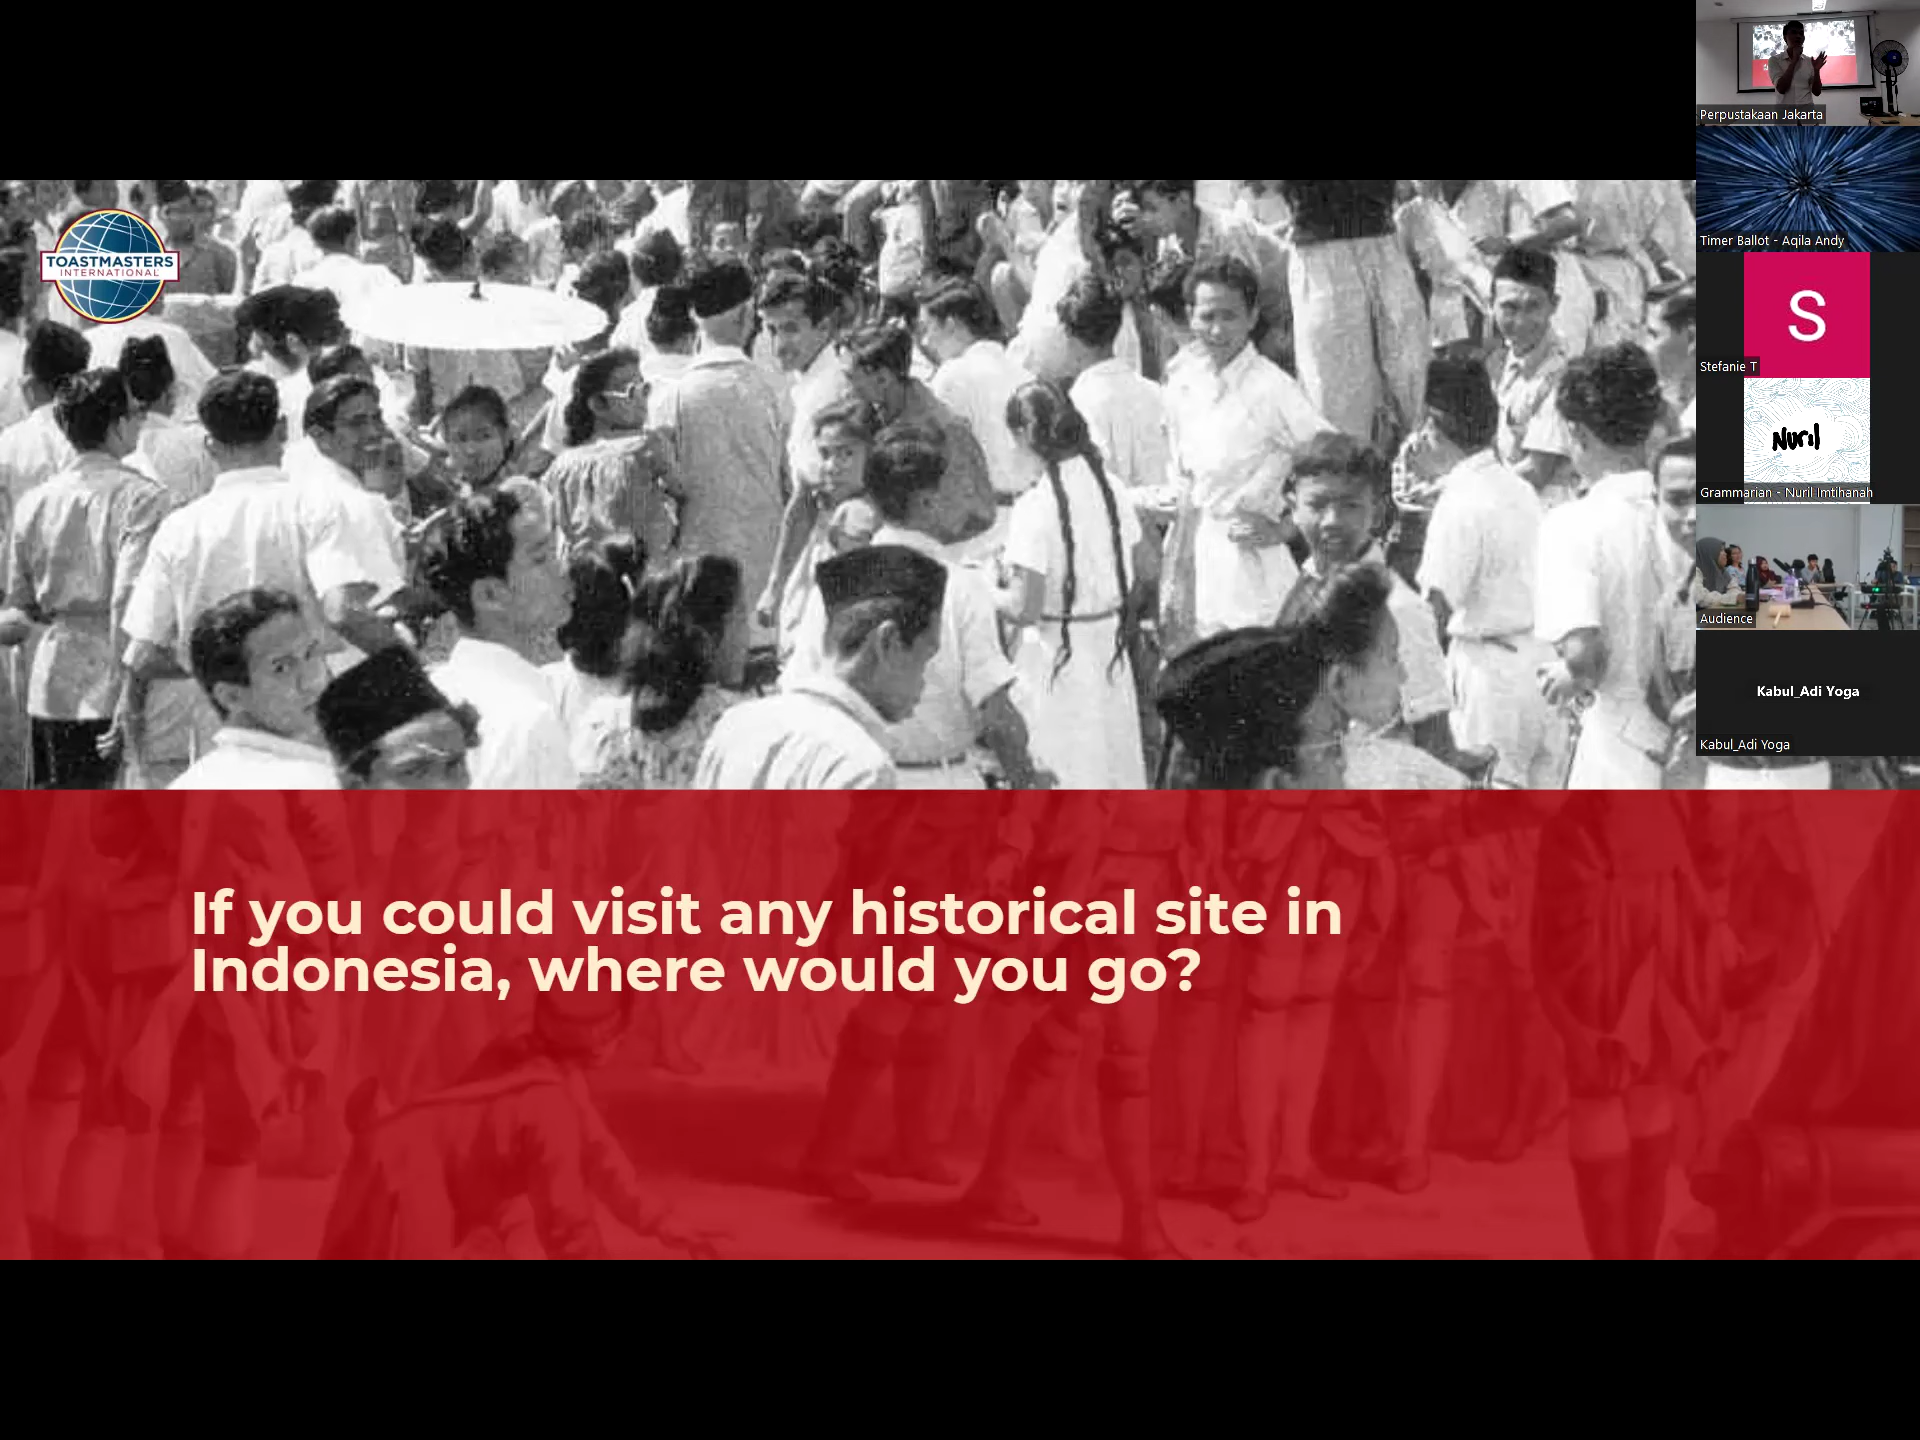 TOASTMASTERS
INTERNATIONAL
If you could visit any historical site in
Indonesia, where would you go?
Perpustakaan Jakarta
Timer Ballot - Aqila Andy
S
Stefanie T
Nuril
Grammarian - Nuril Imtihanah
Audience
Kabul_Adi Yoga
Kabul_Adi Yoga